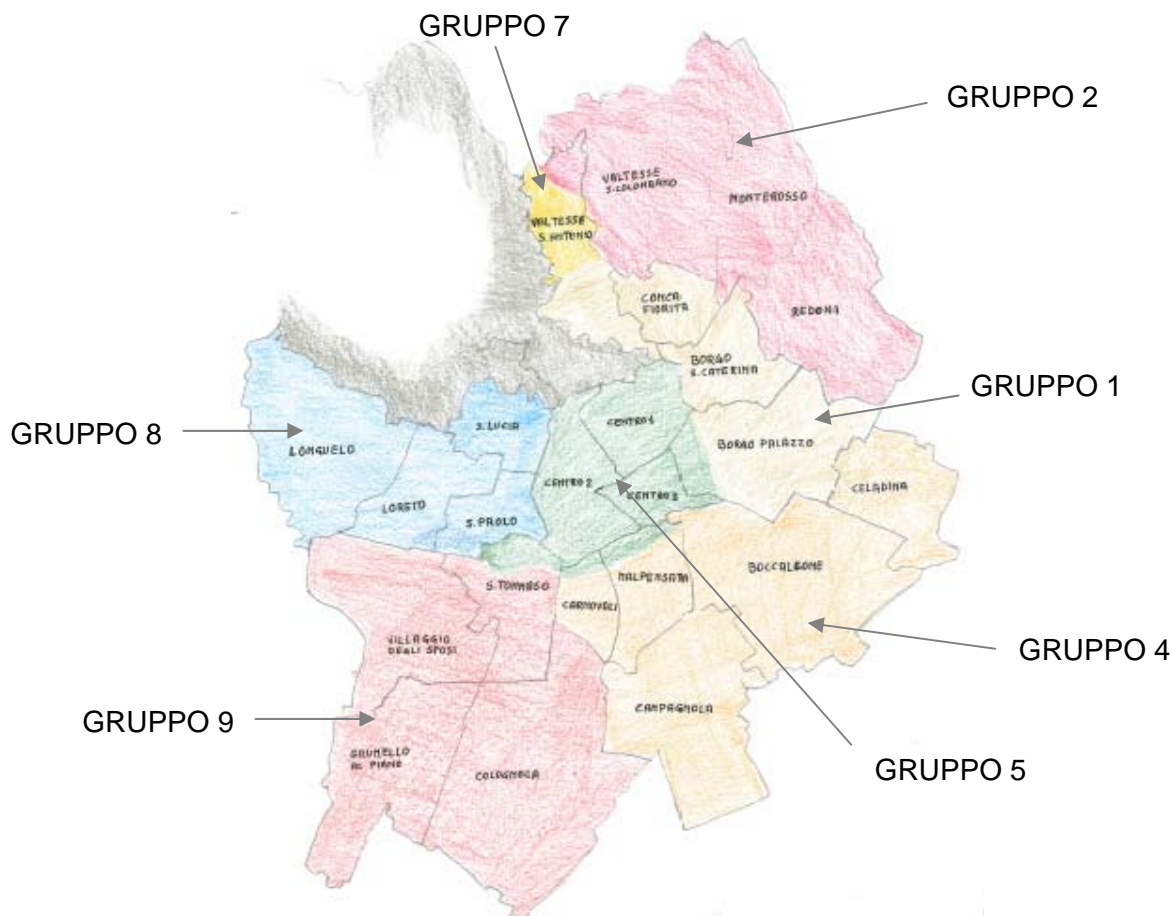 GRUPPO 7
GRUPPO 2
VALTESSE
S.COLOMBANO
MONTEROSSO
VALTESSE
S. ANTONIO
CONCA
FIORITA
REDONA
BORGO
S. CATERINA
GRUPPO 1
GRUPPO 8
S. LUCIA
CENTRO 1
BORGO PALAZZO
LONGUELO
CENTRO 2
CENTRO 3
CELADINA
LORETO
S. PAOLO
BOCCALEONE
S. TOMMASO
MALPENSATA
CARNOVALI
VILLAGGIO
DEGLI SPOSI
GRUPPO 4
CAMPAGNOLA
GRUPPO 9
GRUMELLO
AL PIANO
COLOGNOLA
GRUPPO 5